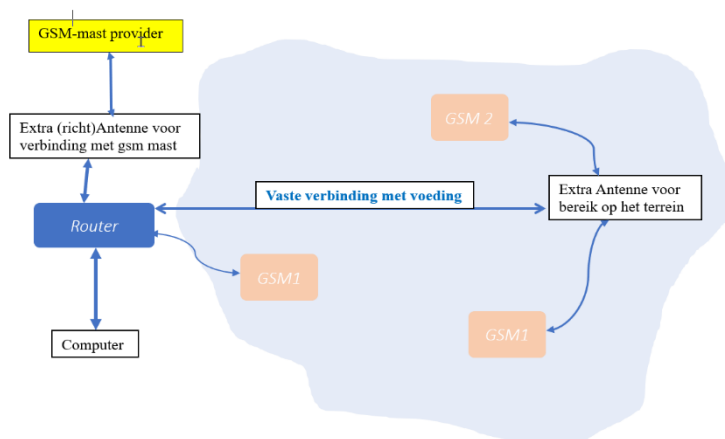 GSM-mast provider
GSM 2
Extra (richt)Antenne voor
verbinding met gsm mast
Vaste verbinding met voeding
Extra Antenne voor
bereik op het terrein
Router
GSM1
GSM1
Computer